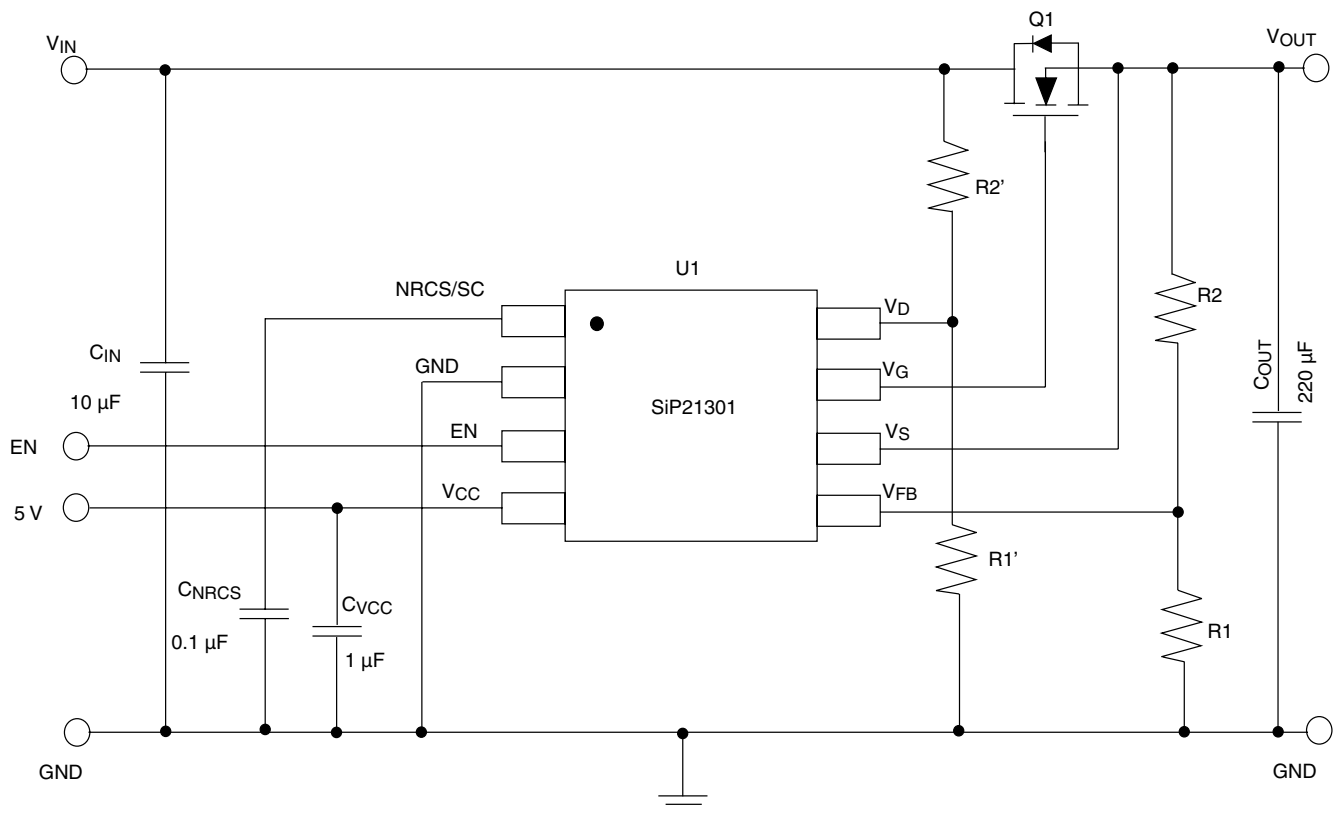 Q1
VIN
VOUT
R2'
U1
NRCS/SC
VD
R2
CIN
GND
VG
COUT
220 µF
10 µF
SiP21301
EN
EN
VS
5 V
VCC
VFB
R1'
CNRCS
CVCC
0.1 µF
1 µF
R1
GND
GND